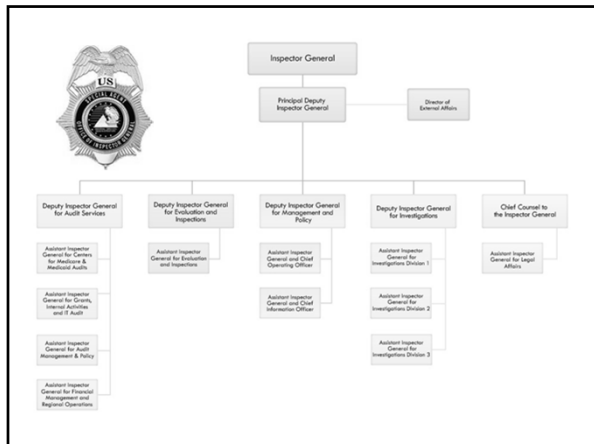 Inspector General
US
SPECIAL AGENT
OFFICE OF INSPECTOR GENERAL
Principal Deputy
Inspector General
Director of
External Affairs
Deputy Inspector General
for Audit Services
Deputy Inspector General
for Evaluation and
Inspections
Deputy Inspector General
for Management and
Policy
Deputy Inspector General
for Investigations
Chief Counsel to
the Inspector General
Assistant Inspector
General for Centers
for Medicare &
Medicaid Audits
Assistant Inspector
General for Grants,
Internal Activities
and IT Audit
Assistant Inspector
General for Audit
Management & Policy
Assistant Inspector
General for Financial
Management and
Regional Operations
Assistant Inspector
General for Evaluation
and Inspections
Assistant Inspector
General and Chief
Operating Officer
Assistant Inspector
General and Chief
Information Officer
Assistant Inspector
General for
Investigations Division 1
Assistant Inspector
General for
Investigations Division 2
Assistant Inspector
General for
Investigations Division 3
Assistant Inspector
General for Legal
Affairs